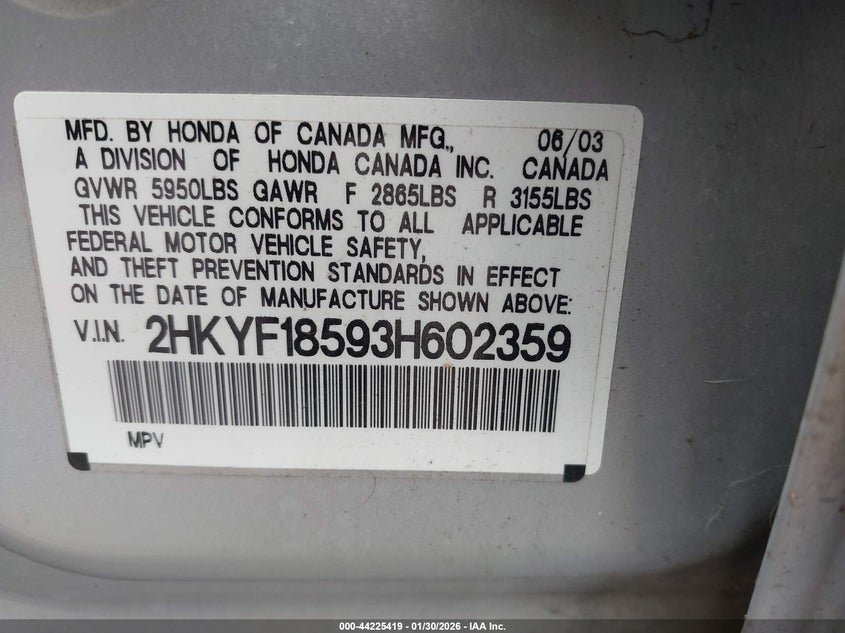 MFD. BY HONDA OF CANADA MFG., 06/03
A DIVISION OF HONDA CANADA INC. CANADA
GVWR 5950LBS GAWR F 2865LBS R 3155LBS
THIS VEHICLE CONFORMS TO ALL APPLICABLE
FEDERAL MOTOR VEHICLE SAFETY,
AND THEFT PREVENTION STANDARDS IN EFFECT
ON THE DATE OF MANUFACTURE SHOWN ABOVE:
V.I.N. 2HKYF18593H602359
MPV
000-44225419 - 01/30/2026 - IAA Inc.